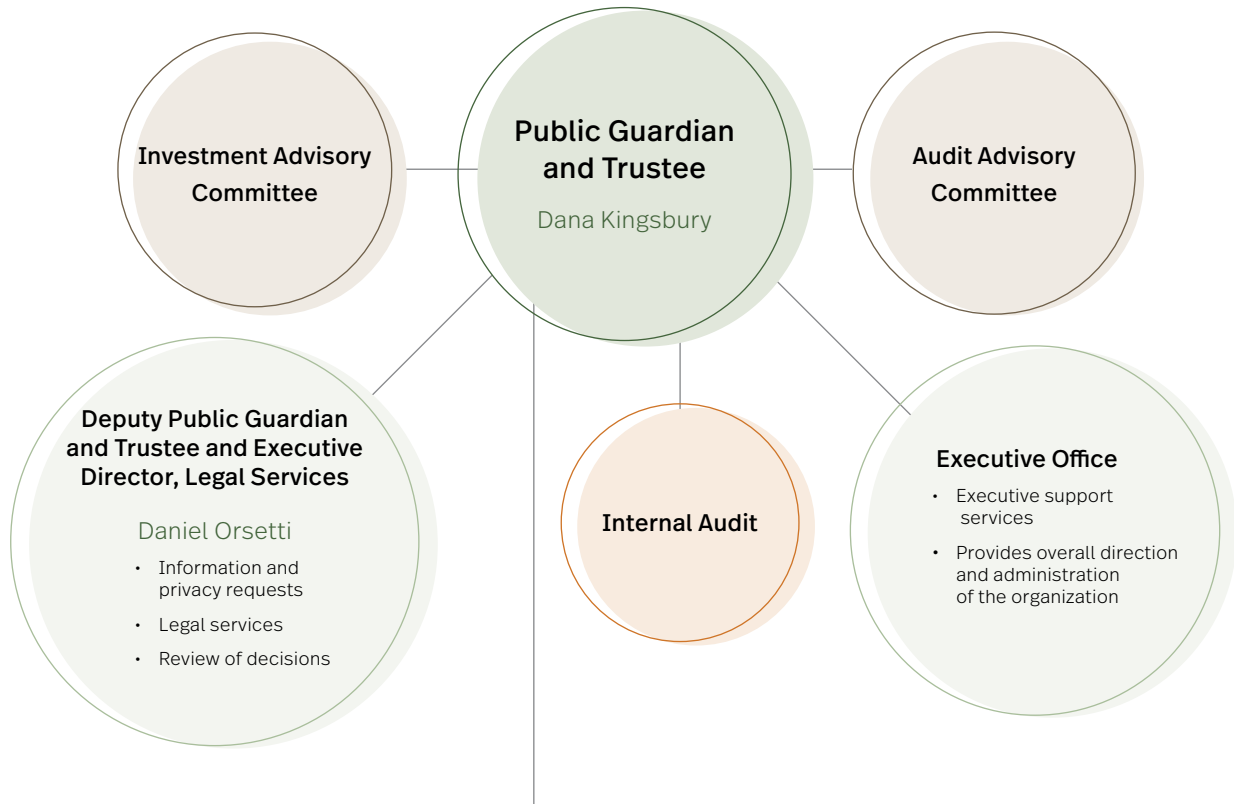 Investment Advisory
Committee
Public Guardian
and Trustee
Dana Kingsbury
Audit Advisory
Committee
Deputy Public Guardian
and Trustee and Executive
Director, Legal Services
Daniel Orsetti
• Information and
privacy requests
• Legal services
• Review of decisions
Internal Audit
Executive Office
• Executive support
services
• Provides overall direction
and administration
of the organization